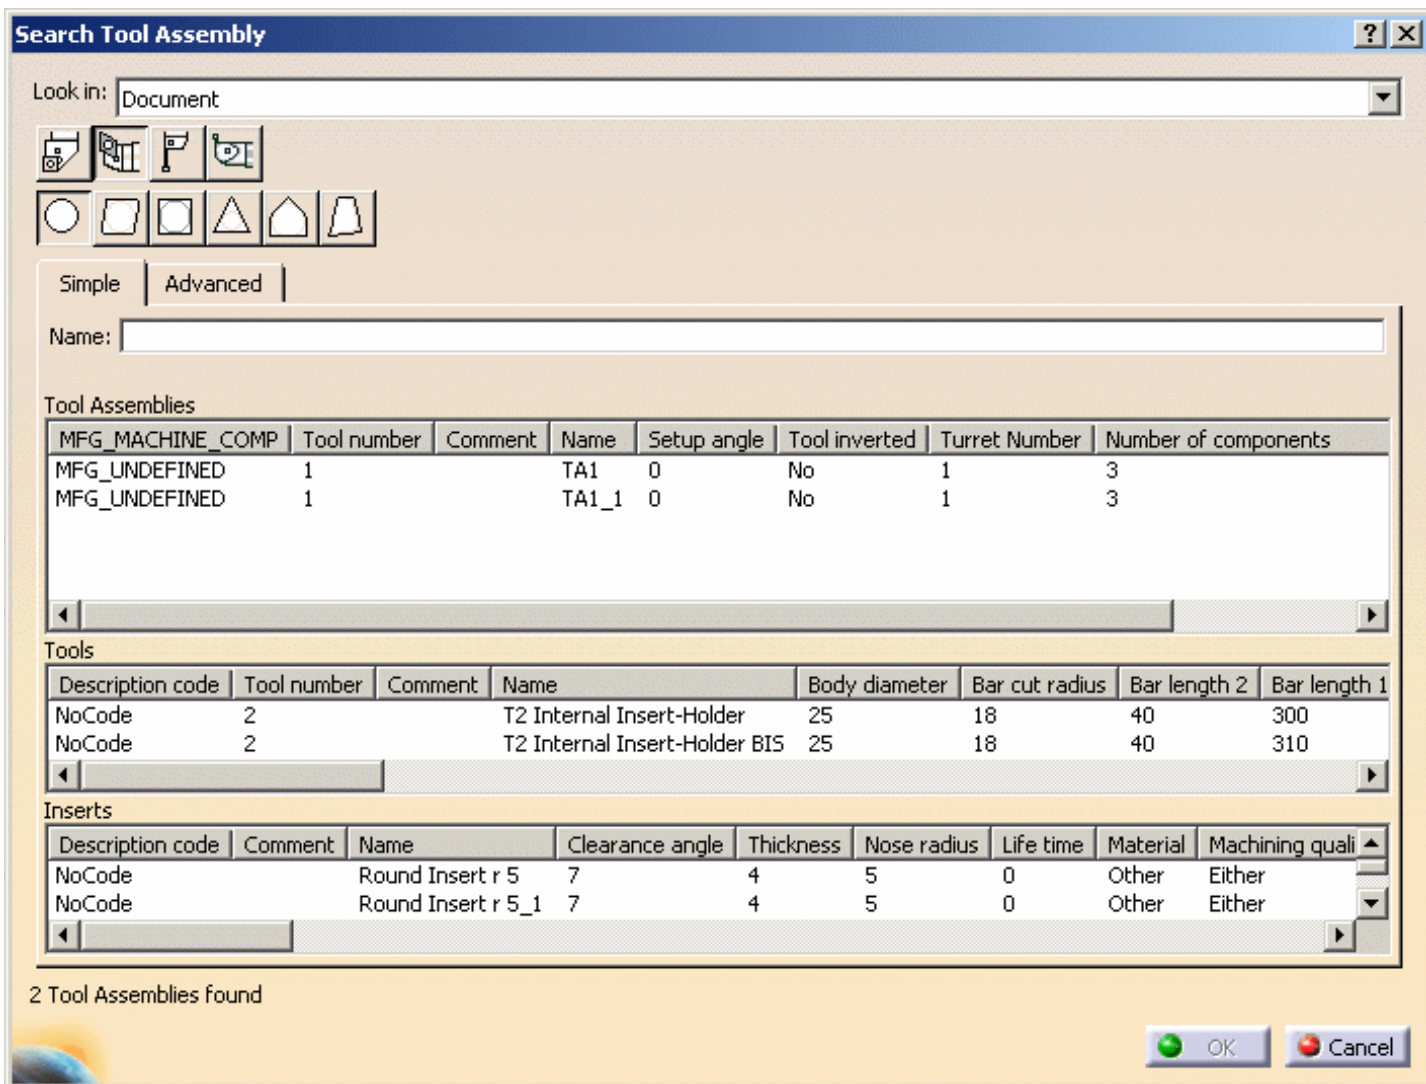 Search Tool Assembly
Look in: Document
Simple Advanced
Name:
Tool Assemblies
MFG_MACHINE_COMP Tool number Comment Name Setup angle Tool inverted Turret Number Number of components
MFG_UNDEFINED 1 TA1 0 No 1 3
MFG_UNDEFINED 1 TA1_1 0 No 1 3
Tools
Description code Tool number Comment Name Body diameter Bar cut radius Bar length 2 Bar length 1
NoCode 2 T2 Internal Insert-Holder 25 18 40 300
NoCode 2 T2 Internal Insert-Holder BIS 25 18 40 310
Inserts
Description code Comment Name Clearance angle Thickness Nose radius Life time Material Machining quali
NoCode Round Insert r 5 7 4 5 0 Other Either
NoCode Round Insert r 5_1 7 4 5 0 Other Either
2 Tool Assemblies found
OK Cancel